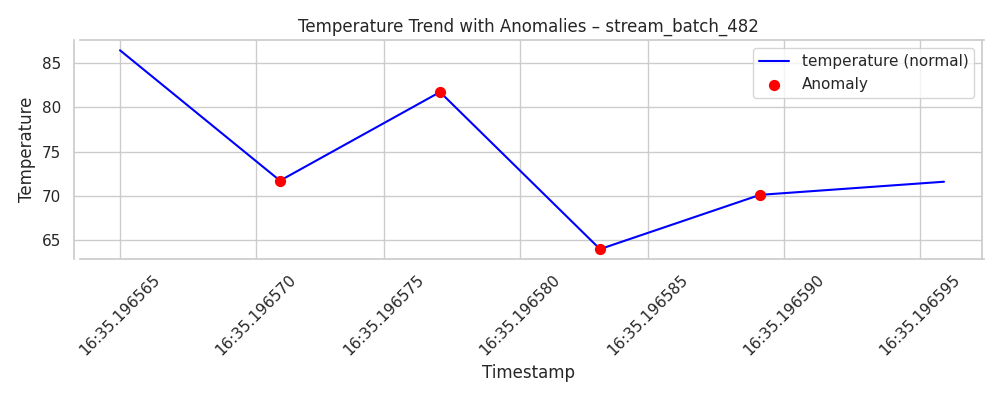 Temperature Trend with Anomalies – stream_batch_482
temperature (normal)
Anomaly
Temperature
85
80
75
70
65
16:35.196565
16:35.196570
16:35.196575
16:35.196580
16:35.196585
16:35.196590
16:35.196595
Timestamp